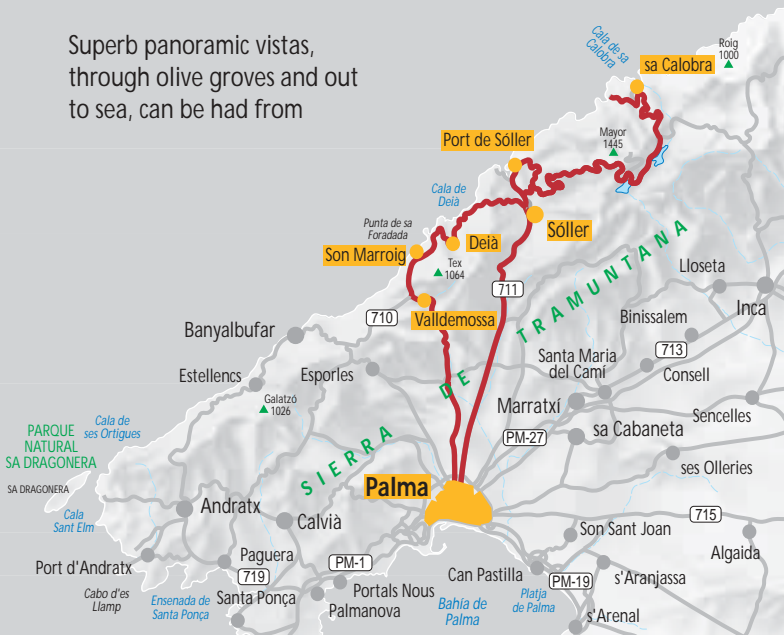 Superb panoramic vistas,
through olive groves and out
to sea, can be had from
Cala de sa
Calobra
sa Calobra
Roig
1000
Mayor
1445
Port de Sóller
Cala de
Deià
Punta de sa
Foradada
Son Marroig
Deià
Sóller
Tex
1064
Valldemossa
710
711
SIERRA DE TRAMUNTANA
Lloseta
Inca
Binissalem
713
Consell
Santa Maria
del Camí
Banyalbufar
Estellencs
Esporles
Galatzó
1026
Marratxí
PM-27
sa Cabaneta
Sencelles
ses Olleries
PARQUE
NATURAL
SA DRAGONERA
Cala de
ses Ortigues
SA DRAGONERA
Cala
Sant Elm
Andratx
Calvià
Palma
715
Son Sant Joan
Algaida
Port d'Andratx
Paguera
719
PM-1
Cabo d'es
Llamp
Ensenada de
Santa Ponça
Santa Ponça
Portals Nous
Palmanova
Can Pastilla
PM-19
s'Aranjassa
Bahía de
Palma
Platja
de Palma
s'Arenal